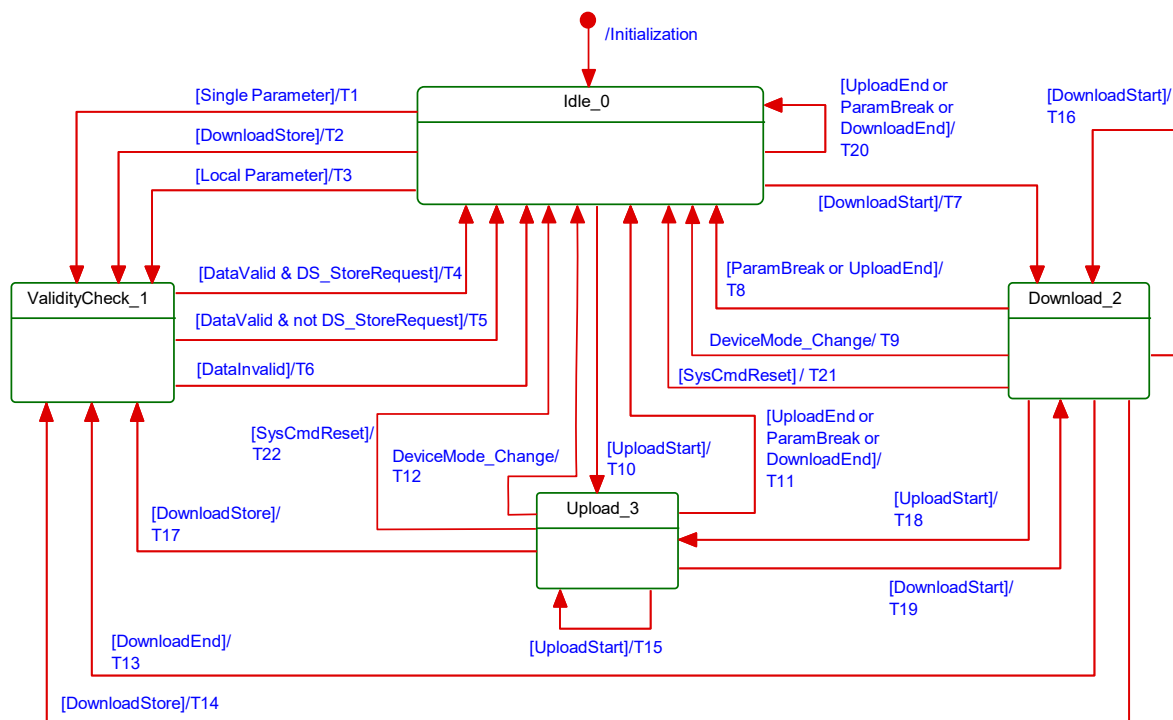 /Initialization
[Single Parameter]/T1
Idle_0
[UploadEnd or
ParamBreak or
DownloadEnd]/
T20
[DownloadStart]/
T16
[DownloadStore]/T2
[Local Parameter]/T3
[DownloadStart]/T7
[DataValid & DS_StoreRequest]/T4
[ParamBreak or UploadEnd]/
T8
ValidityCheck_1
Download_2
[DataValid & not DS_StoreRequest]/T5
DeviceMode_Change/ T9
[DataInvalid]/T6
[SysCmdReset] / T21
[SysCmdReset]/
T22
DeviceMode_Change/
T12
[UploadStart]/
T10
[UploadEnd or
ParamBreak or
DownloadEnd]/
T11
Upload_3
[DownloadStore]/
T17
[UploadStart]/
T18
[DownloadStart]/
T19
[UploadStart]/T15
[DownloadEnd]/
T13
[DownloadStore]/T14